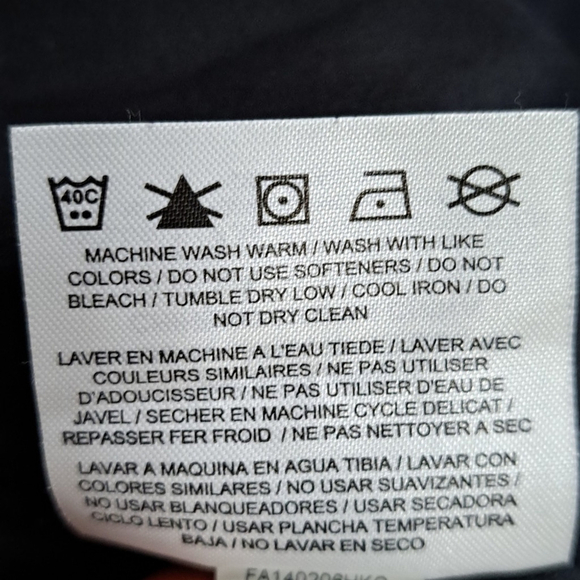 40C
MACHINE WASH WARM / WASH WITH LIKE
COLORS / DO NOT USE SOFTENERS / DO NOT
BLEACH / TUMBLE DRY LOW / COOL IRON / DO
NOT DRY CLEAN
LAVER EN MACHINE A L'EAU TIEDE / LAVER AVEC
COULEURS SIMILAIRES / NE PAS UTILISER
D'ADOUCISSEUR / NE PAS UTILISER D'EAU DE
JAVEL / SECHER EN MACHINE CYCLE DELICAT /
REPASSER FER FROID / NE PAS NETTOYER A SEC
LAVAR A MAQUINA EN AGUA TIBIA / LAVAR CON
COLORES SIMILARES / NO USAR SUAVIZANTES /
NO USAR BLANQUEADORES / USAR SECADORA
CICLO LENTO / USAR PLANCHA TEMPERATURA
BAJA / NO LAVAR EN SECO